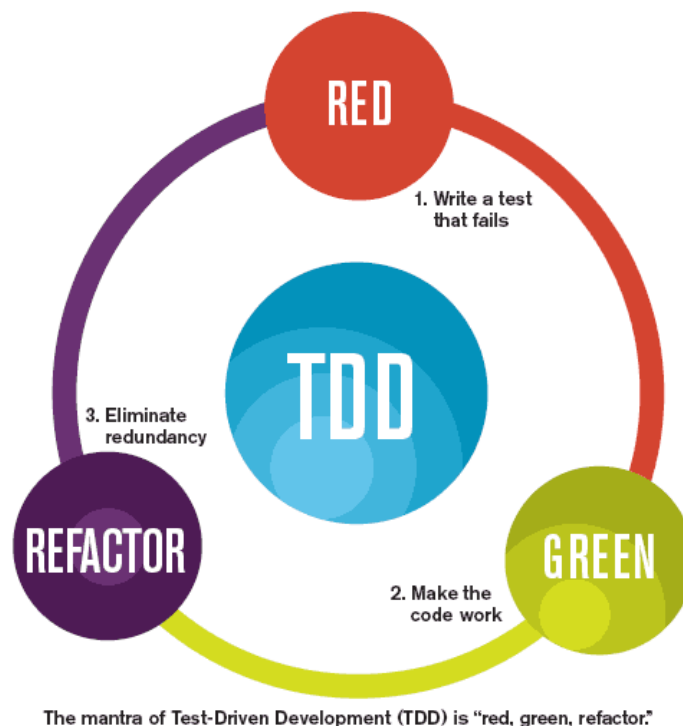 RED
1. Write a test
that fails
TDD
3. Eliminate
redundancy
REFACTOR
GREEN
2. Make the
code work
The mantra of Test-Driven Development (TDD) is “red, green, refactor.”